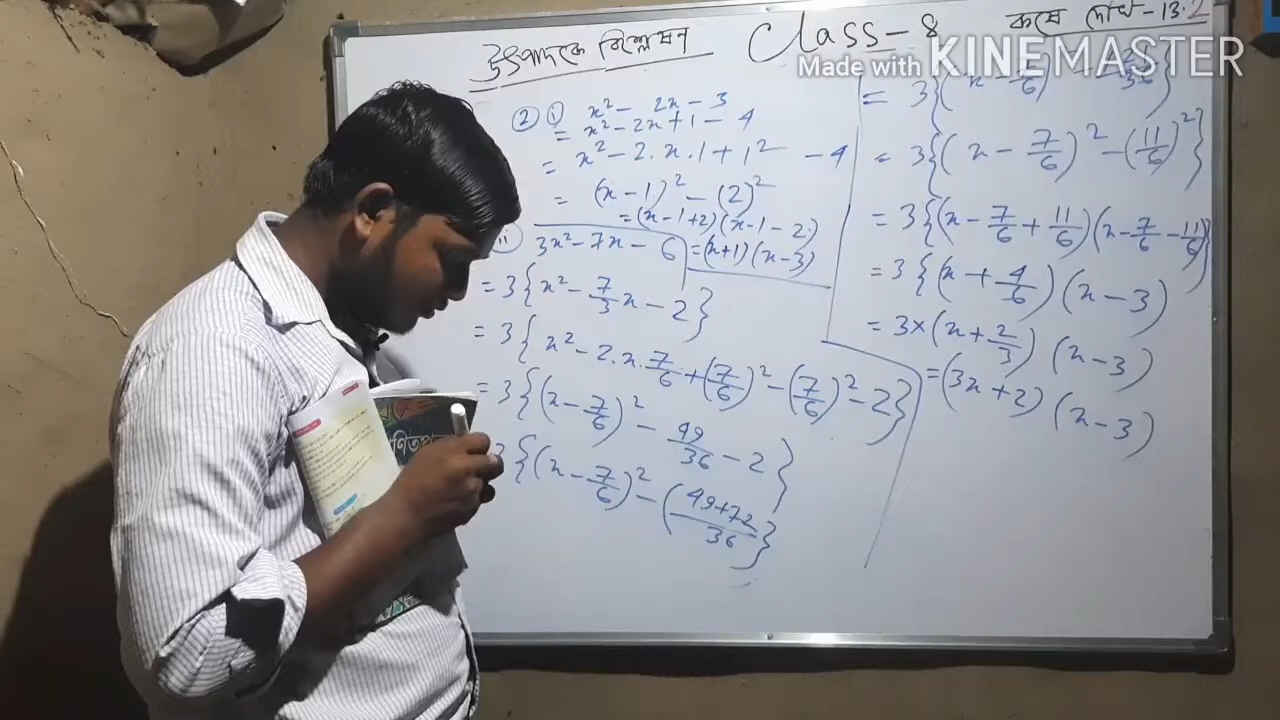 উৎপাদকে বিশ্লেষণ Class - 8 কষে দেখি - 13.2
Made with KINEMASTER
② ① x² - 2x - 3
= x² - 2x + 1 - 4
= x² - 2.x.1 + 1² - 4
= (x - 1)² - (2)²
= (x - 1 + 2)(x - 1 - 2)
= (x+1)(x-3)
॥ 3x² - 7x - 6
= 3{x² - 7/3 x - 2}
= 3{x² - 2.x.7/6 + (7/6)² - (7/6)² - 2}
= 3{(x - 7/6)² - 49/36 - 2}
3{(x - 7/6)² - (49+72/36}
= 3{(x - 7/6)
= 3{(x - 7/6)² - (11/6)²}
= 3{(x - 7/6 + 11/6)(x - 7/6 - 11/6)}
= 3{(x + 4/6)(x - 3)
= 3×(x + 2/3)(x - 3)
= (3x + 2)(x - 3)